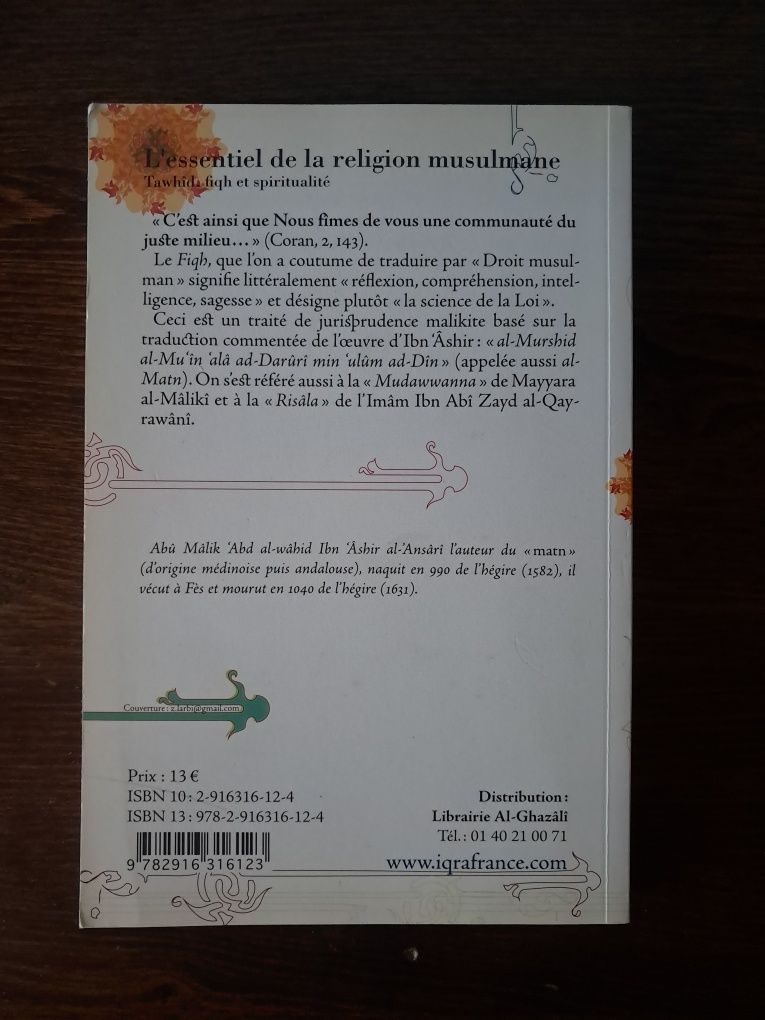 L'essentiel de la religion musulmane
Tawhîd, fiqh et spiritualité
« C'est ainsi que Nous fîmes de vous une communauté du
juste milieu… » (Coran, 2, 143).
Le Fiqh, que l'on a coutume de traduire par « Droit musul-
man » signifie littéralement « réflexion, compréhension, intel-
ligence, sagesse » et désigne plutôt « la science de la Loi ».
Ceci est un traité de jurisprudence malikite basé sur la
traduction commentée de l'œuvre d'Ibn 'Âshir : « al-Murshid
al-Mu'în 'alâ ad-Darûrî min 'ulûm ad-Dîn » (appelée aussi al-
Matn). On s'est référé aussi à la « Mudawwanna » de Mayyara
al-Mâlikî et à la « Risâla » de l'Imâm Ibn Abî Zayd al-Qay-
rawânî.
Abû Mâlik 'Abd al-wâhid Ibn 'Âshir al-'Ansârî l'auteur du « matn »
(d'origine médinoise puis andalouse), naquit en 990 de l'hégire (1582), il
vécut à Fès et mourut en 1040 de l'hégire (1631).
Couverture : z.larbi@gmail.com
Prix : 13 €
ISBN 10 : 2-916316-12-4
ISBN 13 : 978-2-916316-12-4
9 782916 316123
Distribution :
Librairie Al-Ghazâlî
Tél. : 01 40 21 00 71
www.iqrafrance.com